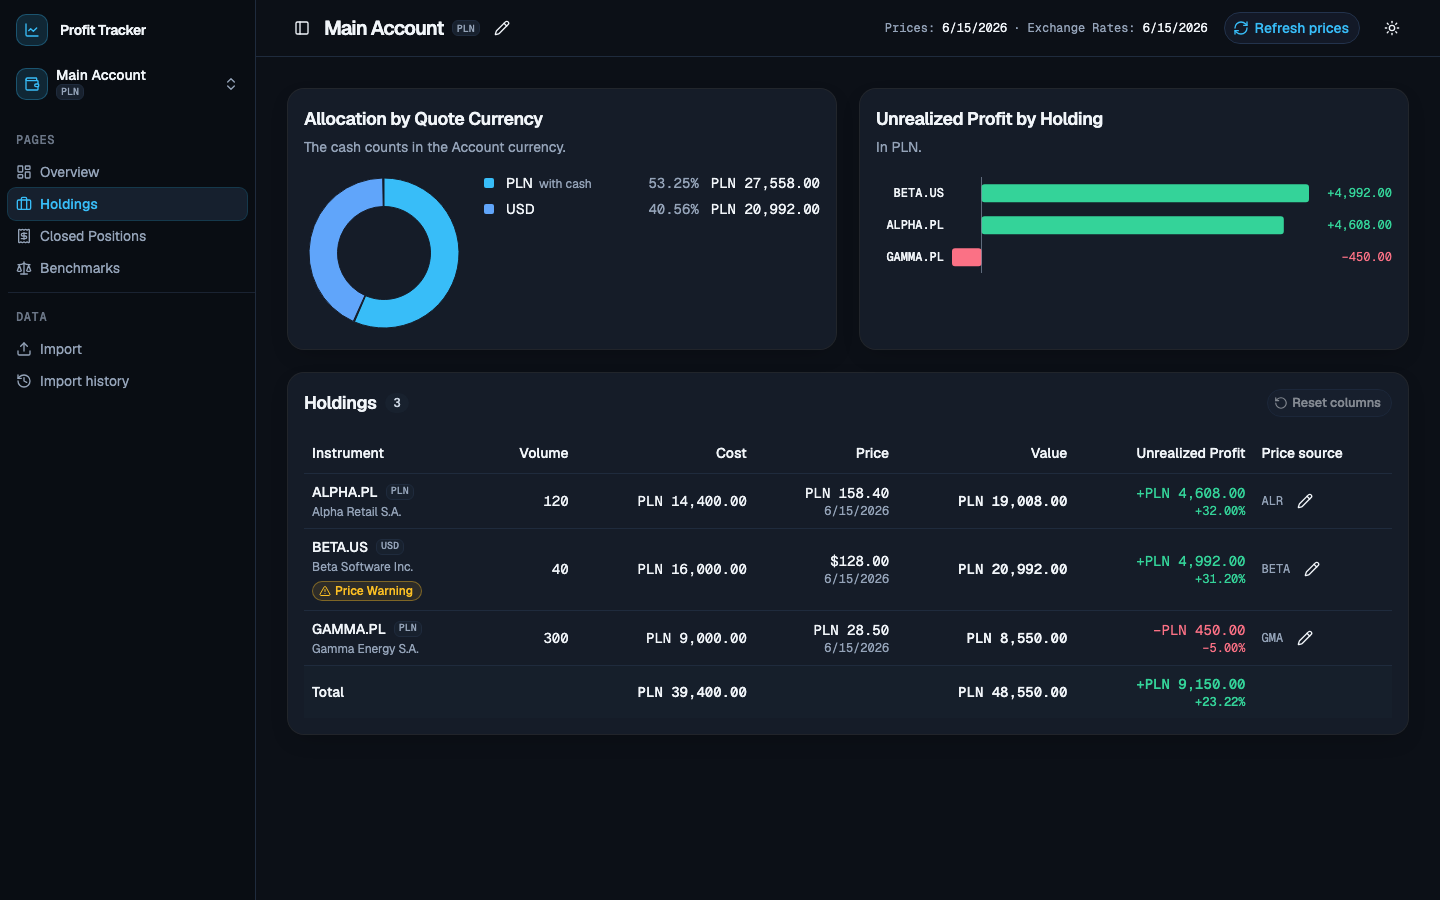 Profit Tracker
Main Account
PLN
PAGES
Overview
Holdings
Closed Positions
Benchmarks
DATA
Import
Import history
Main Account PLN
Prices: 6/15/2026 · Exchange Rates: 6/15/2026
Refresh prices
Allocation by Quote Currency
The cash counts in the Account currency.
PLN with cash 53.25% PLN 27,558.00
USD 40.56% PLN 20,992.00
Unrealized Profit by Holding
In PLN.
BETA.US +4,992.00
ALPHA.PL +4,608.00
GAMMA.PL −450.00
Holdings 3
Reset columns
Instrument Volume Cost Price Value Unrealized Profit Price source
ALPHA.PL PLN 120 PLN 14,400.00 PLN 158.40 PLN 19,008.00 +PLN 4,608.00 ALR
Alpha Retail S.A. 6/15/2026 +32.00%
BETA.US USD 40 PLN 16,000.00 $128.00 PLN 20,992.00 +PLN 4,992.00 BETA
Beta Software Inc. 6/15/2026 +31.20%
Price Warning
GAMMA.PL PLN 300 PLN 9,000.00 PLN 28.50 PLN 8,550.00 −PLN 450.00 GMA
Gamma Energy S.A. 6/15/2026 −5.00%
Total PLN 39,400.00 PLN 48,550.00 +PLN 9,150.00
+23.22%